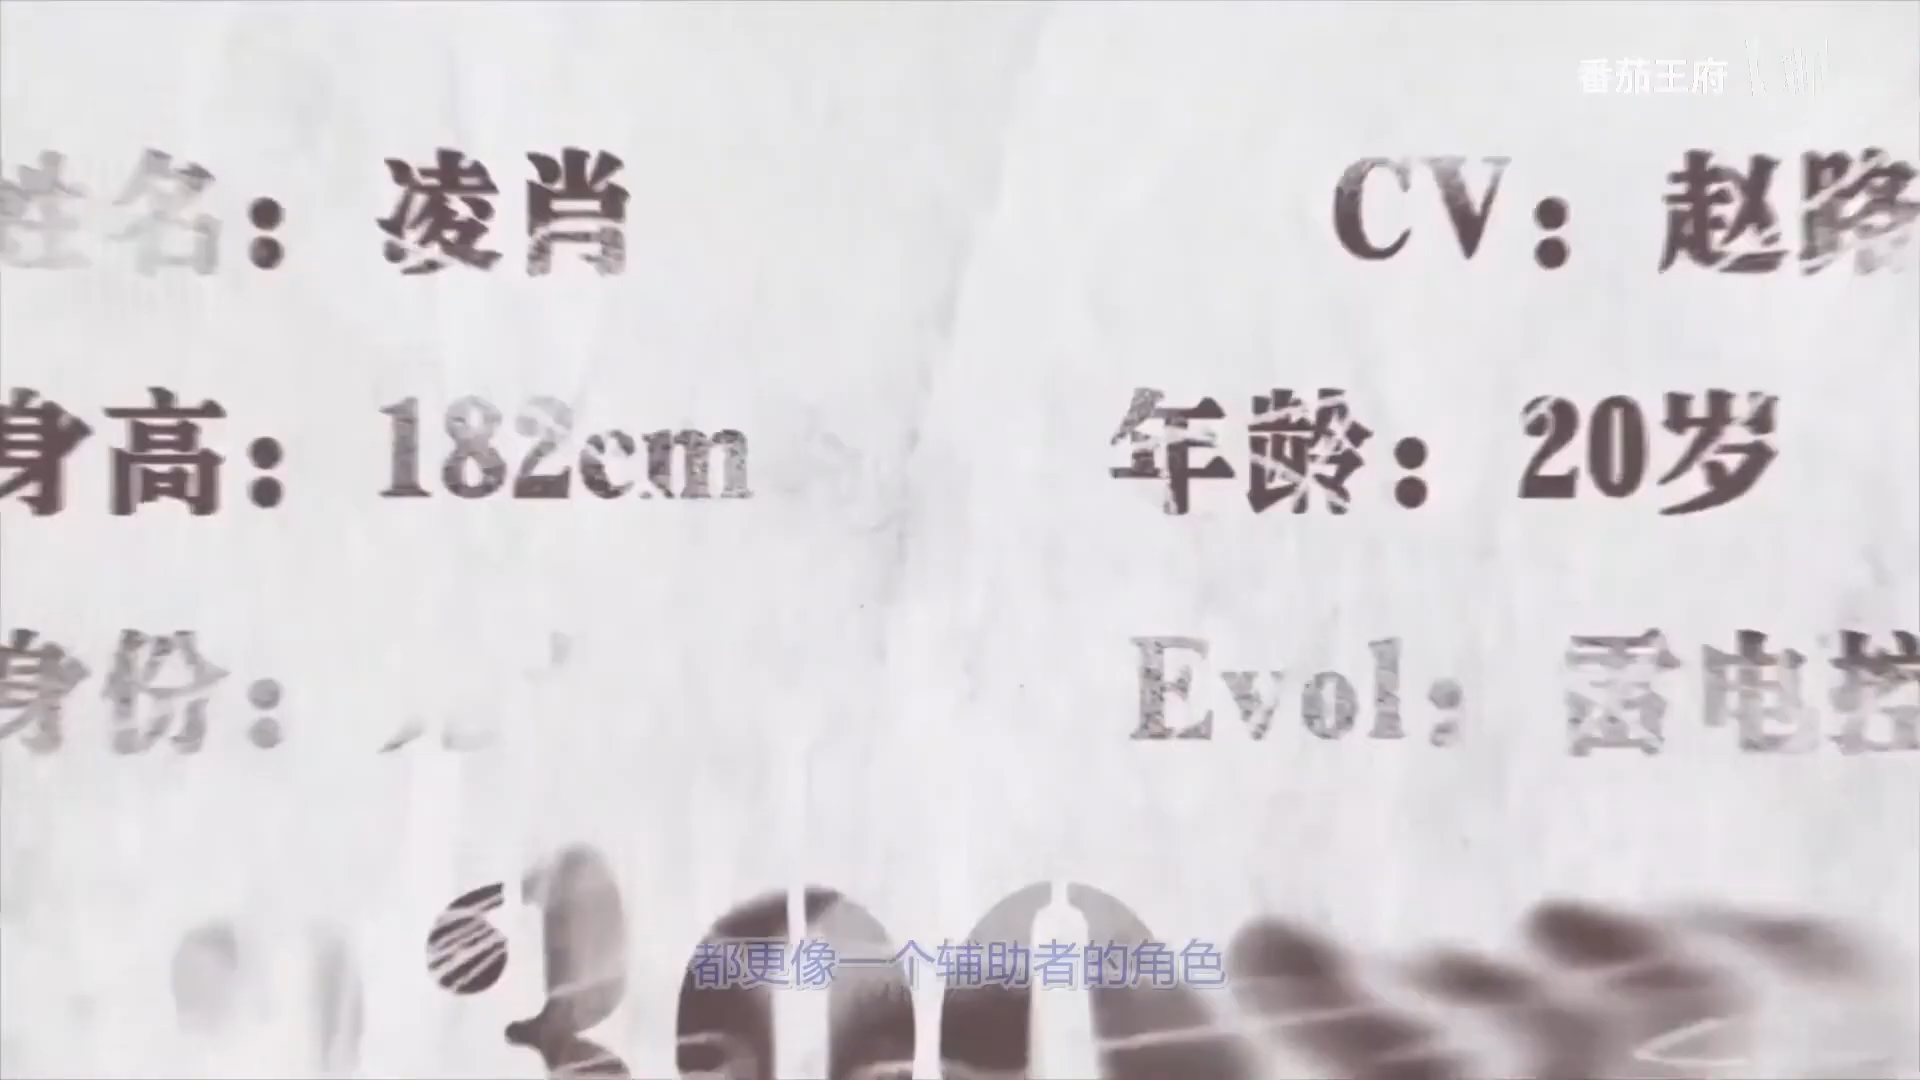 番茄王府
姓名：凌肖
CV：赵路
身高：182cm
年龄：20岁
身份：
Evol：雷电控
都更像一个辅助者的角色